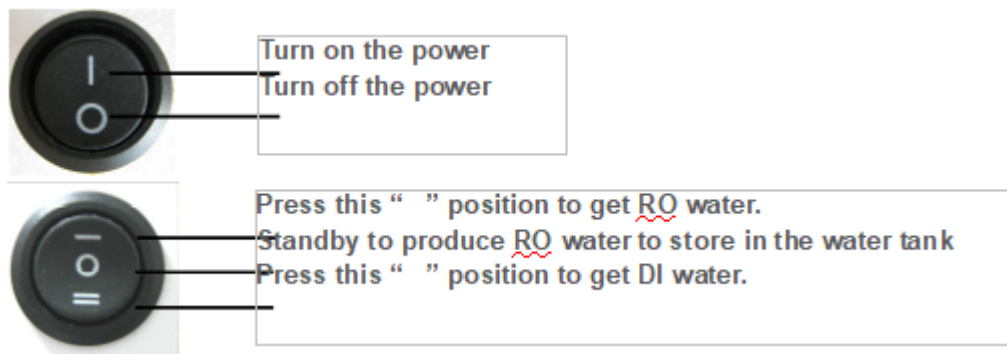 Turn on the power
Turn off the power
Press this “   ” position to get RO water.
Standby to produce RO water to store in the water tank
Press this “   ” position to get DI water.